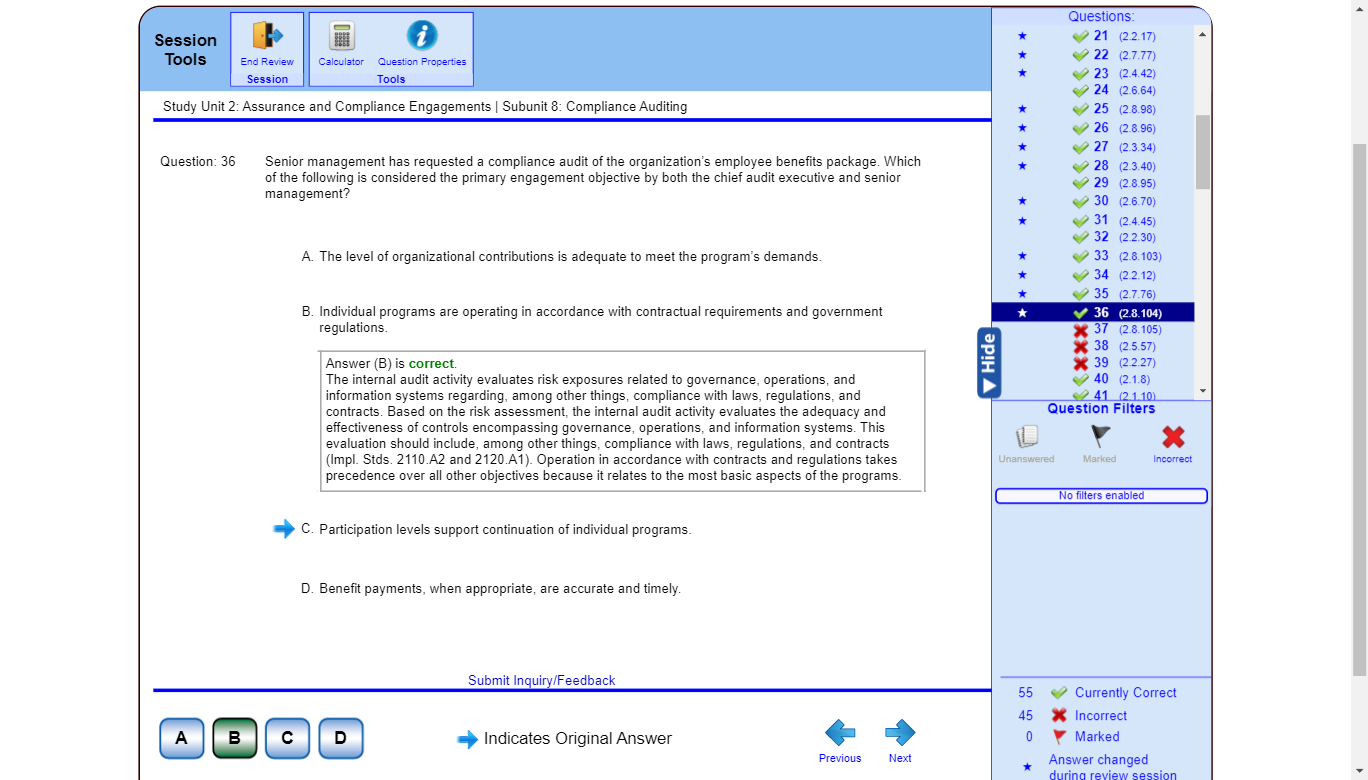 Session
Tools
End Review
Session
Calculator
Question Properties
Tools
Study Unit 2: Assurance and Compliance Engagements | Subunit 8: Compliance Auditing
Question: 36
Senior management has requested a compliance audit of the organization's employee benefits package. Which
of the following is considered the primary engagement objective by both the chief audit executive and senior
management?
A. The level of organizational contributions is adequate to meet the program's demands.
B. Individual programs are operating in accordance with contractual requirements and government
regulations.
Answer (B) is correct.
The internal audit activity evaluates risk exposures related to governance, operations, and
information systems regarding, among other things, compliance with laws, regulations, and
contracts. Based on the risk assessment, the internal audit activity evaluates the adequacy and
effectiveness of controls encompassing governance, operations, and information systems. This
evaluation should include, among other things, compliance with laws, regulations, and contracts
(Impl. Stds. 2110.A2 and 2120.A1). Operation in accordance with contracts and regulations takes
precedence over all other objectives because it relates to the most basic aspects of the programs.
C. Participation levels support continuation of individual programs.
D. Benefit payments, when appropriate, are accurate and timely.
Submit Inquiry/Feedback
A B C D
Indicates Original Answer
Previous
Next
Questions:
21 (2.2.17)
22 (2.7.77)
23 (2.4.42)
24 (2.6.64)
25 (2.8.98)
26 (2.8.96)
27 (2.3.34)
28 (2.3.40)
29 (2.8.95)
30 (2.6.70)
31 (2.4.45)
32 (2.2.30)
33 (2.8.103)
34 (2.2.12)
35 (2.7.76)
36 (2.8.104)
37 (2.8.105)
38 (2.5.57)
39 (2.2.27)
40 (2.1.8)
41 (2.1.10)
Hide
Question Filters
Unanswered
Marked
Incorrect
No filters enabled
55 Currently Correct
45 Incorrect
0 Marked
Answer changed
during review session